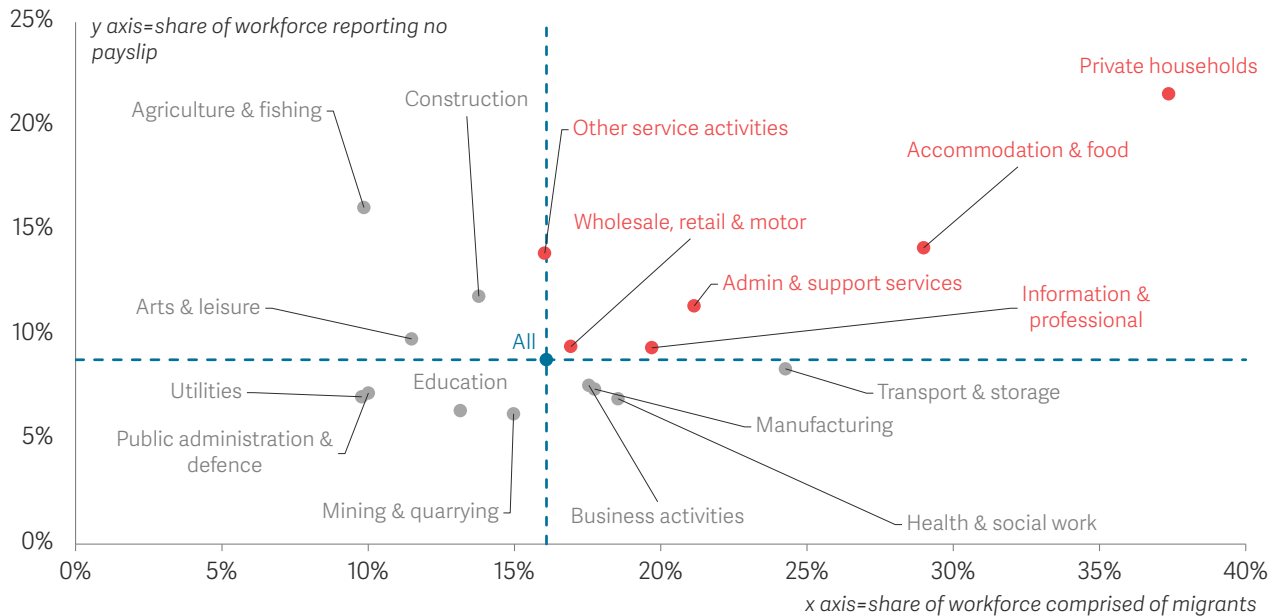 25%
y axis=share of workforce reporting no
payslip
Private households
Agriculture & fishing
Construction
20%
Other service activities
Accommodation & food
15%
Wholesale, retail & motor
Admin & support services
Information &
professional
Arts & leisure
10%
All
Utilities
Education
Transport & storage
Public administration &
defence
5%
Manufacturing
Mining & quarrying
Business activities
Health & social work
0%
0%
5%
10%
15%
20%
25%
30%
35%
40%
x axis=share of workforce comprised of migrants